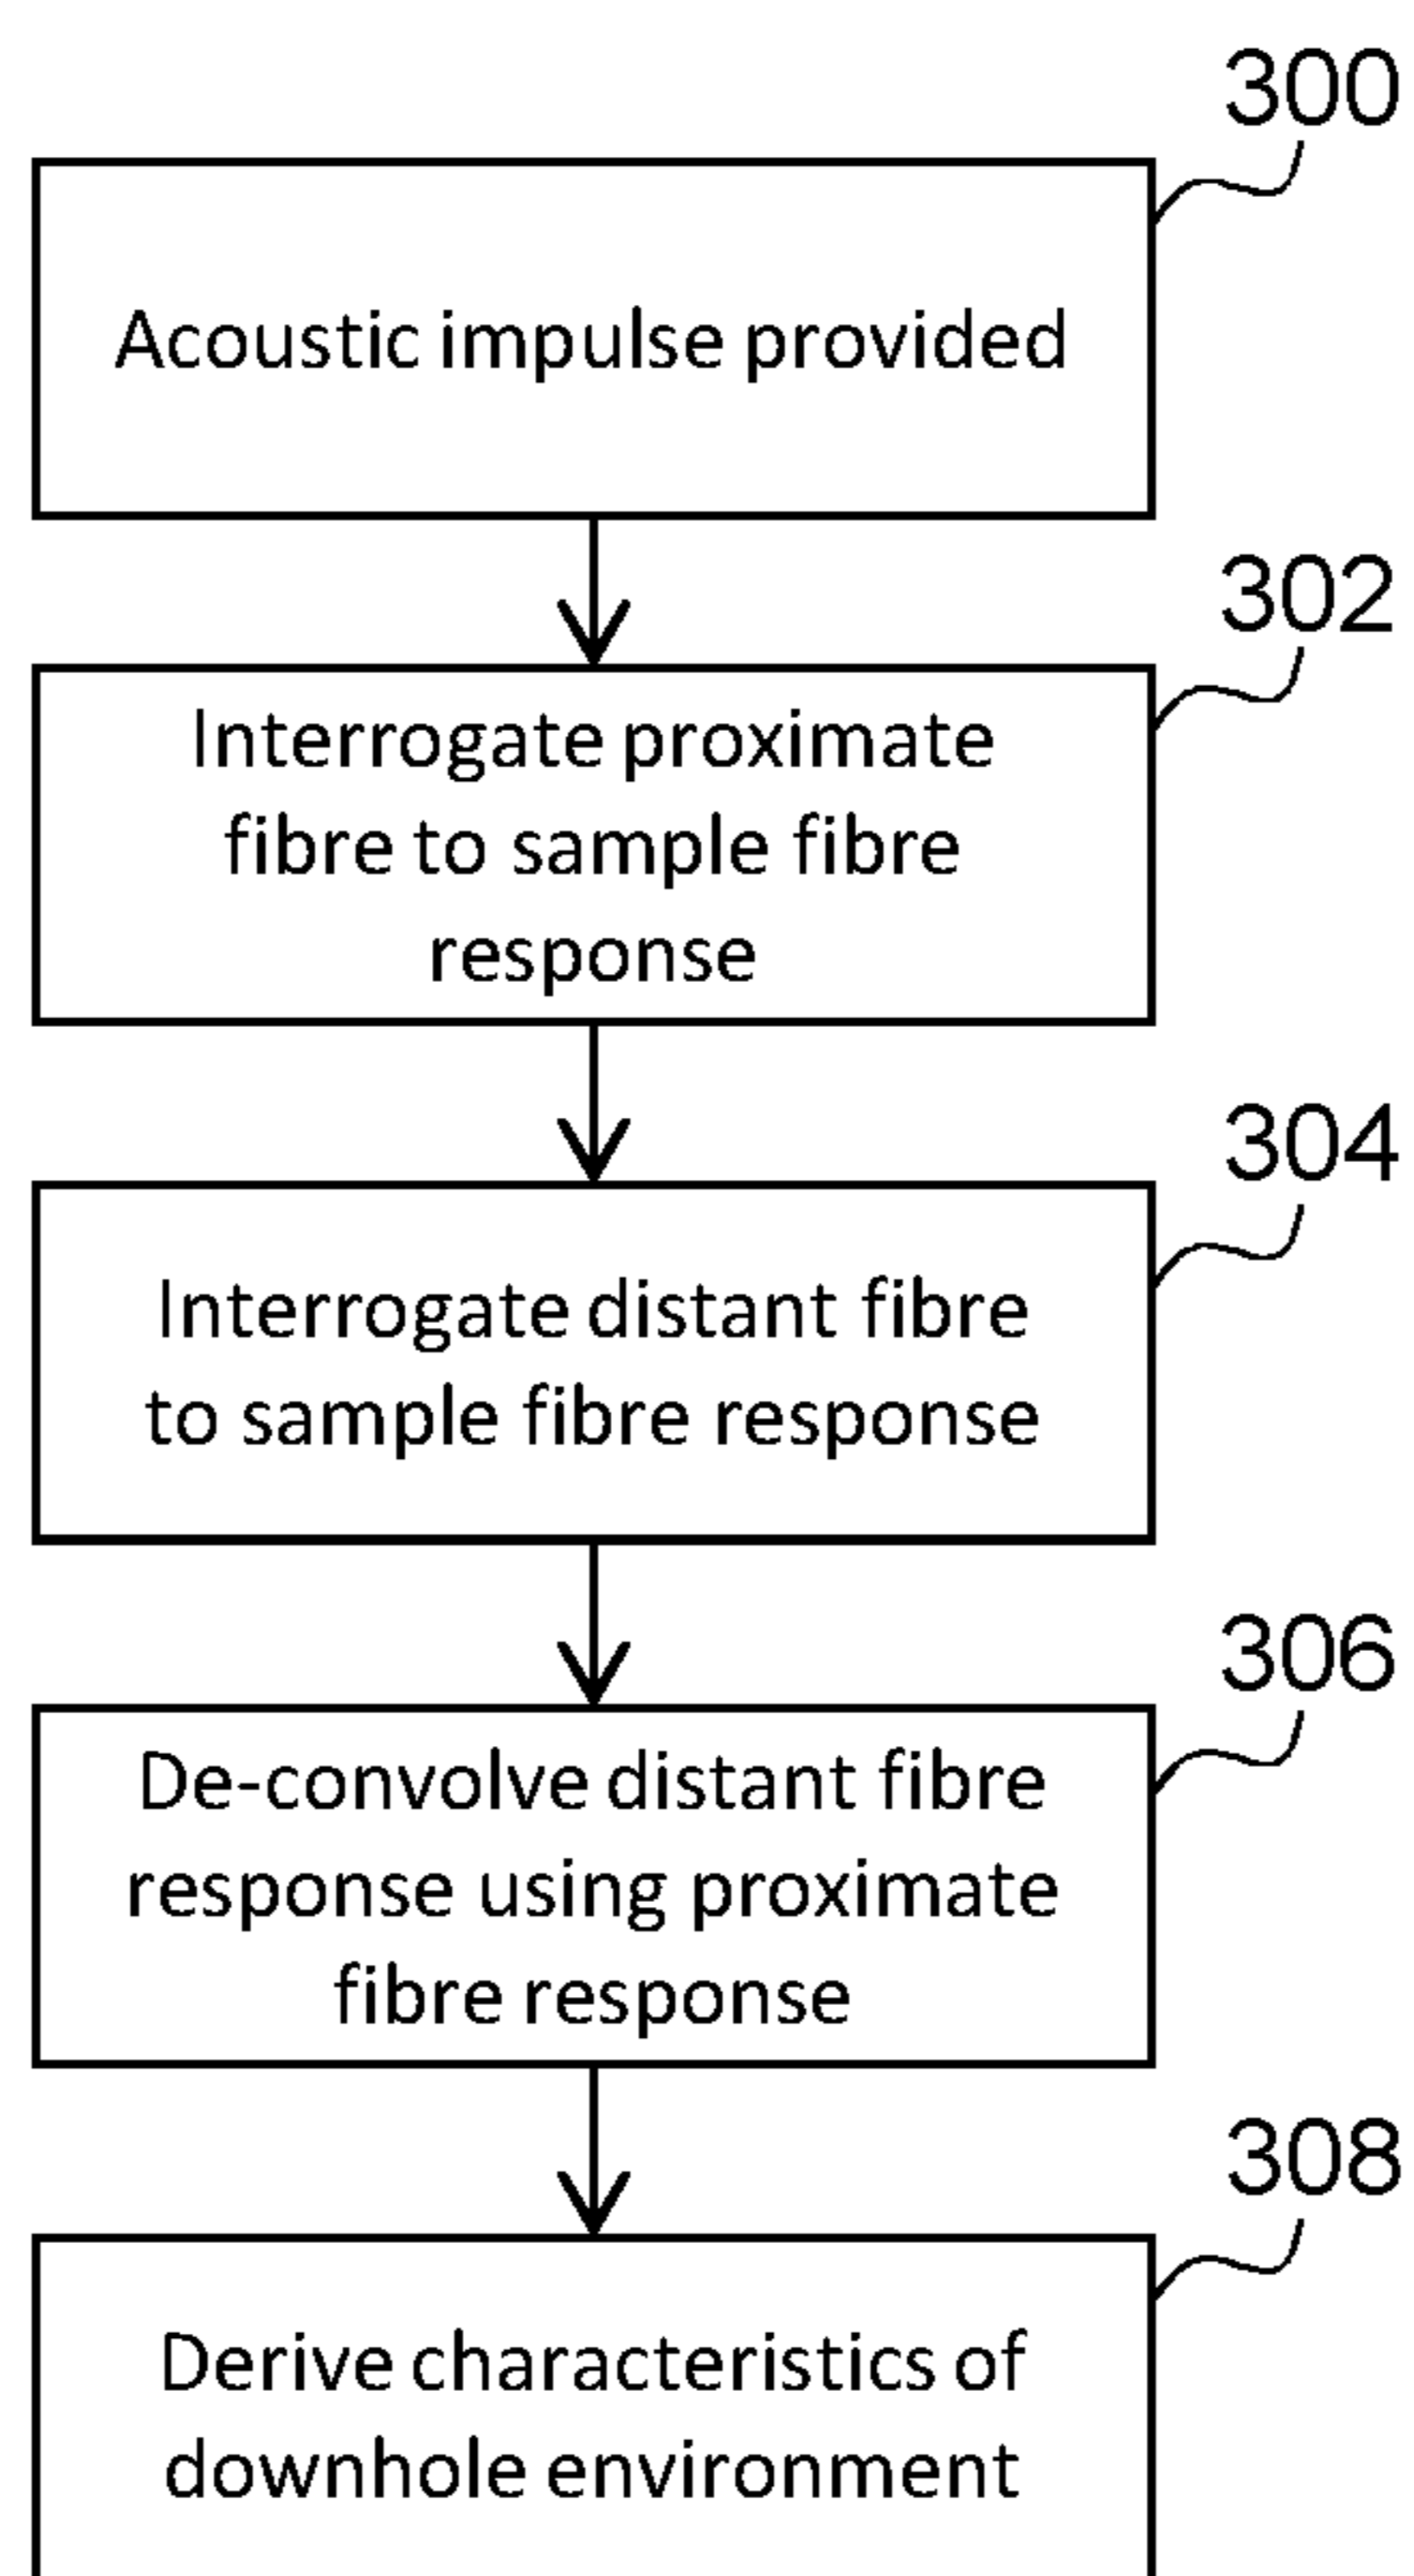 300
Acoustic impulse provided
302
Interrogate proximate
fibre to sample fibre
response
304
Interrogate distant fibre
to sample fibre response
306
De-convolve distant fibre
response using proximate
fibre response
308
Derive characteristics of
downhole environment